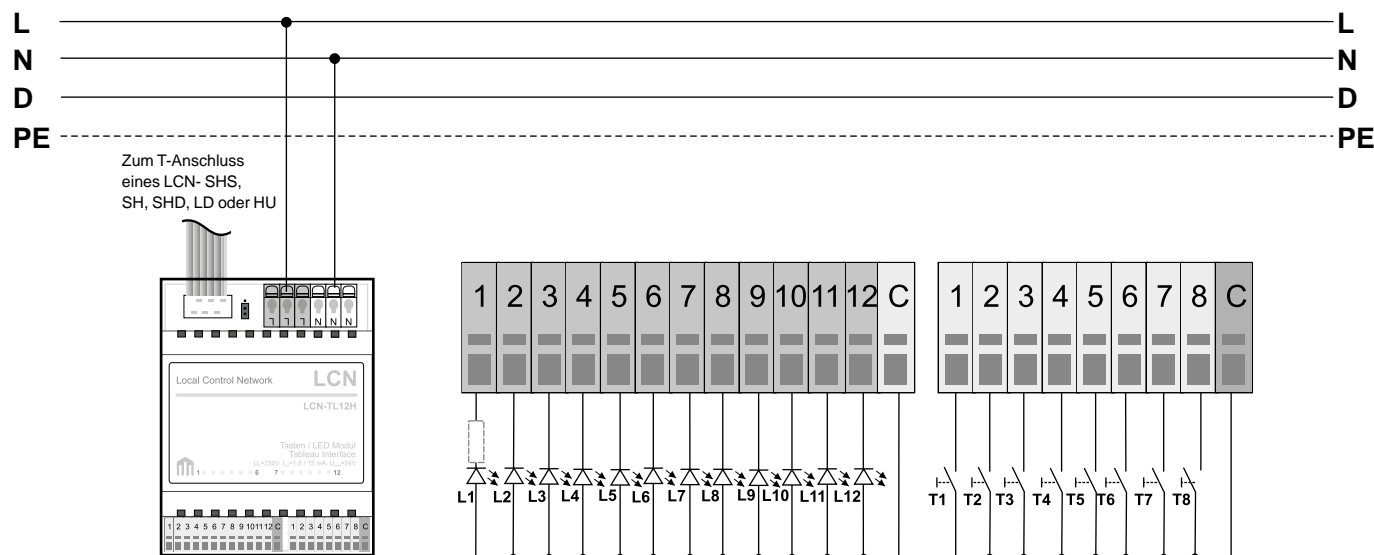 L L
N N
D D
PE PE
Zum T-Anschluss
eines LCN- SHS,
SH, SHD, LD oder HU
L L L N N N
Local Control Network LCN
LCN-TL12H
Tasten / LED Modul
Tableau Interface
1 6 7 12
1 2 3 4 5 6 7 8 9 10 11 12 C 1 2 3 4 5 6 7 8 C
1 2 3 4 5 6 7 8 9 10 11 12 C
L1 L2 L3 L4 L5 L6 L7 L8 L9 L10 L11 L12
1 2 3 4 5 6 7 8 C
T1 T2 T3 T4 T5 T6 T7 T8